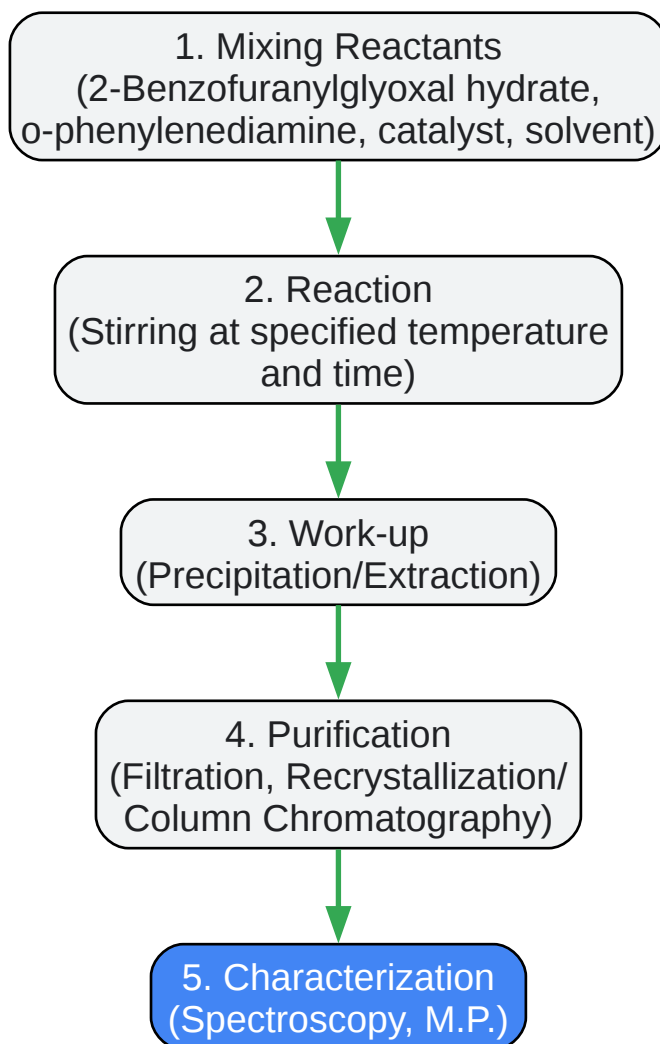 1. Mixing Reactants
(2-Benzofuranylglyoxal hydrate,
o-phenylenediamine, catalyst, solvent)
2. Reaction
(Stirring at specified temperature
and time)
3. Work-up
(Precipitation/Extraction)
4. Purification
(Filtration, Recrystallization/
Column Chromatography)
5. Characterization
(Spectroscopy, M.P.)